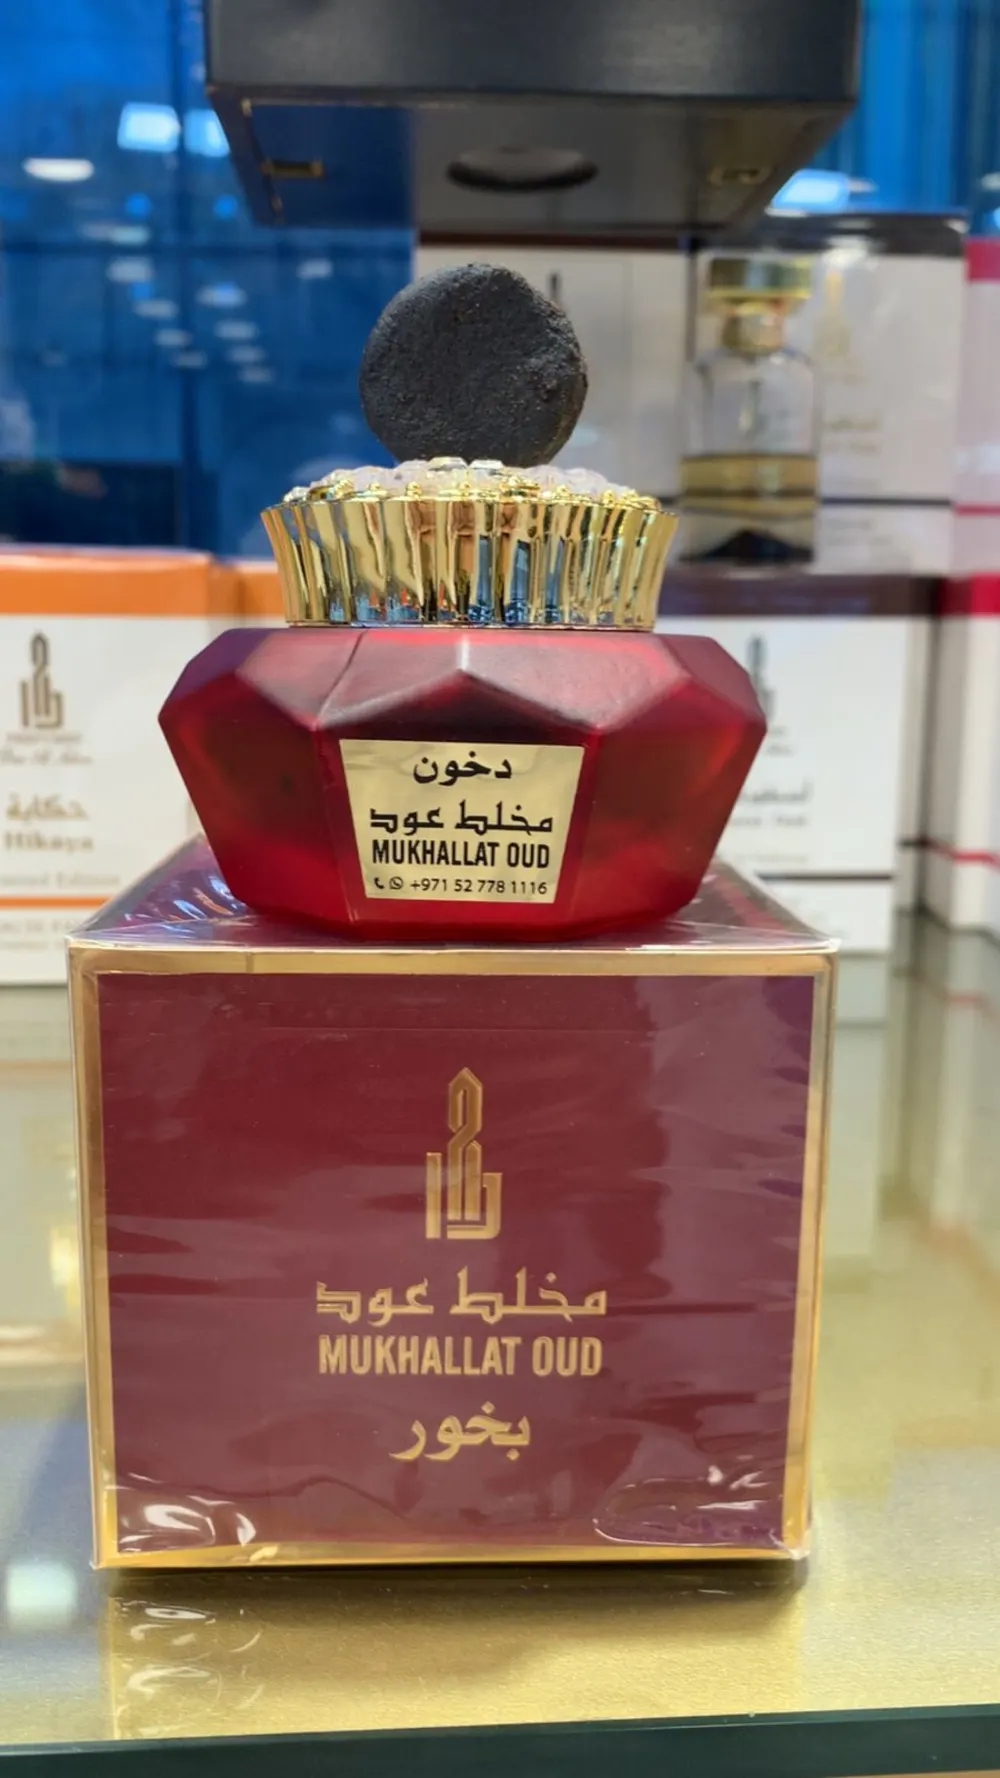 دخون
مخلط عود
MUKHALLAT OUD
+971 52 778 1116
مخلط عود
MUKHALLAT OUD
بخور
حكاية
Hikaya